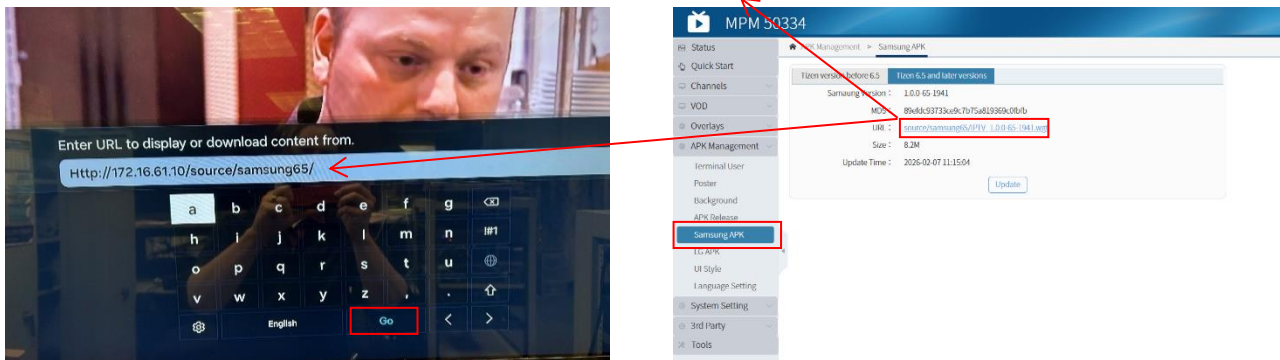 Enter URL to display or download content from.
Http://172.16.61.10/source/samsung65/
a b c d e f g
h i j k l m n !#1
o p q r s t u
v w x y z , .
English Go < >
MPM 50334
Status
Quick Start
Channels
VOD
Overlays
APK Management
Terminal User
Poster
Background
APK Release
Samsung APK
LG APK
UI Style
Language Setting
System Setting
3rd Party
Tools
APK Management > Samsung APK
Tizen version before 6.5 Tizen 6.5 and later versions
Samsung Version : 1.0.0-65-1941
MD5 :
URL : source/samsung65/IPTV_1.0.0-65-1941.wgt
Size : 8.2M
Update Time : 2026-02-07 11:15:04
Update